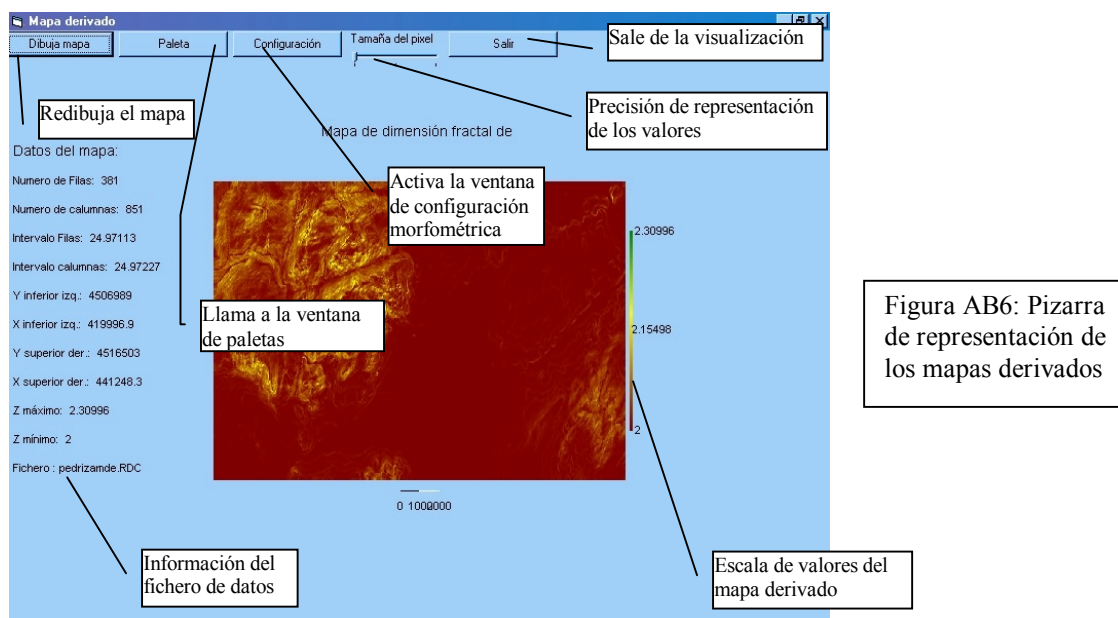 Mapa derivado
Dibuja mapa
Paleta
Configuración
Tamaña del pixel
Salir
Sale de la visualización
Redibuja el mapa
Precisión de representación
de los valores
Mapa de dimensión fractal de
Datos del mapa:
Numero de Filas: 381
Numero de calumnas: 851
Intervalo Filas: 24.97113
Intervalo calumnas: 24.97227
Y inferior izq.: 4506989
X inferior izq.: 419996.9
Y superior der.: 4516503
X superior der.: 441248.3
Z máximo: 2.30996
Z mínimo: 2
Fichero : pedrizamde.RDC
Activa la ventana
de configuración
morfométrica
Llama a la ventana
de paletas
2.30996
2.15498
2
Figura AB6: Pizarra
de representación de
los mapas derivados
Información del
fichero de datos
Escala de valores del
mapa derivado